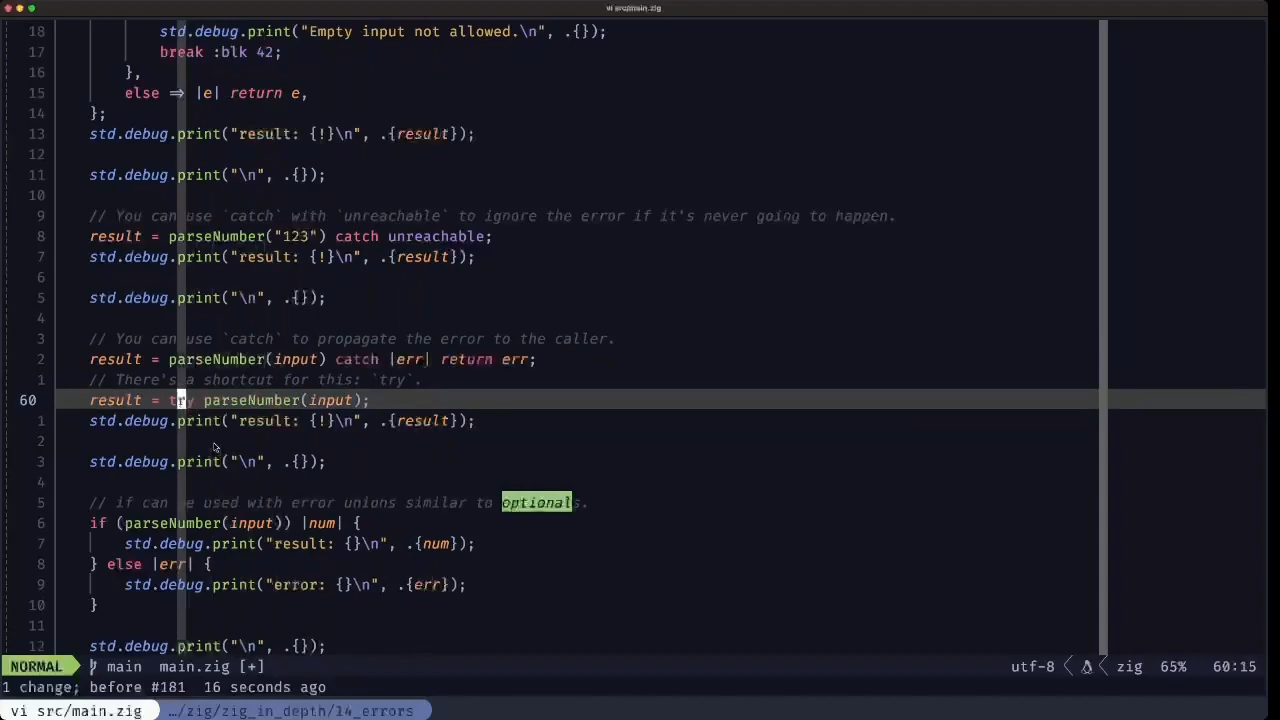 vi src/main.zig
18 std.debug.print("Empty input not allowed.\n", .{});
17 break :blk 42;
16 },
15 else => |e| return e,
14 };
13 std.debug.print("result: {!}\n", .{result});
12
11 std.debug.print("\n", .{});
10
9 // You can use `catch` with `unreachable` to ignore the error if it's never going to happen.
8 result = parseNumber("123") catch unreachable;
7 std.debug.print("result: {!}\n", .{result});
6
5 std.debug.print("\n", .{});
4
3 // You can use `catch` to propagate the error to the caller.
2 result = parseNumber(input) catch |err| return err;
1 // There's a shortcut for this: `try`.
60 result = try parseNumber(input);
1 std.debug.print("result: {!}\n", .{result});
2
3 std.debug.print("\n", .{});
4
5 // if can be used with error unions similar to optionals.
6 if (parseNumber(input)) |num| {
7 std.debug.print("result: {}\n", .{num});
8 } else |err| {
9 std.debug.print("error: {}\n", .{err});
10 }
11
12 std.debug.print("\n", .{});
NORMAL main main.zig [+] utf-8 zig 65% 60:15
1 change; before #181 16 seconds ago
vi src/main.zig …/zig/zig_in_depth/14_errors